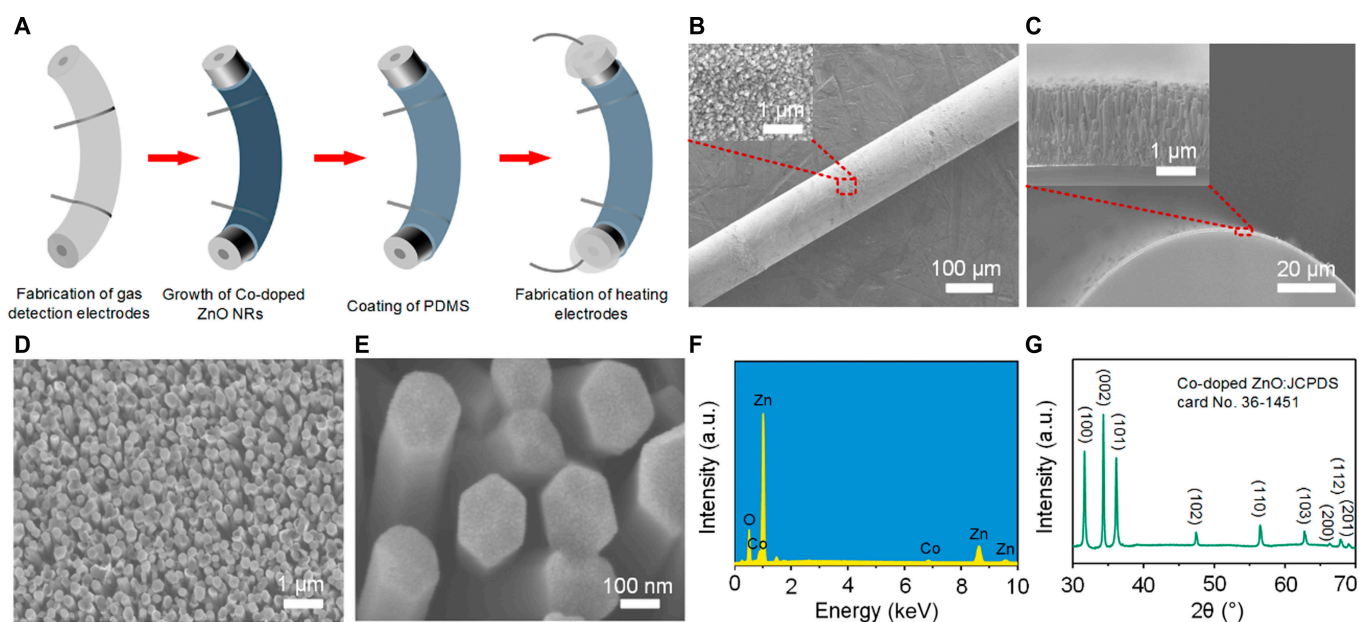 A
Fabrication of gas
detection electrodes
Growth of Co-doped
ZnO NRs
Coating of PDMS
Fabrication of heating
electrodes
B
1 μm
100 μm
C
1 μm
20 μm
D
1 μm
E
100 nm
F
Intensity (a.u.)
Zn
O
Co
Co
Zn
Zn
0 2 4 6 8 10
Energy (keV)
G
Intensity (a.u.)
Co-doped ZnO:JCPDS
card No. 36-1451
(100)
(002)
(101)
(102)
(110)
(103)
(200)
(112)
(201)
30 40 50 60 70
2θ (°)